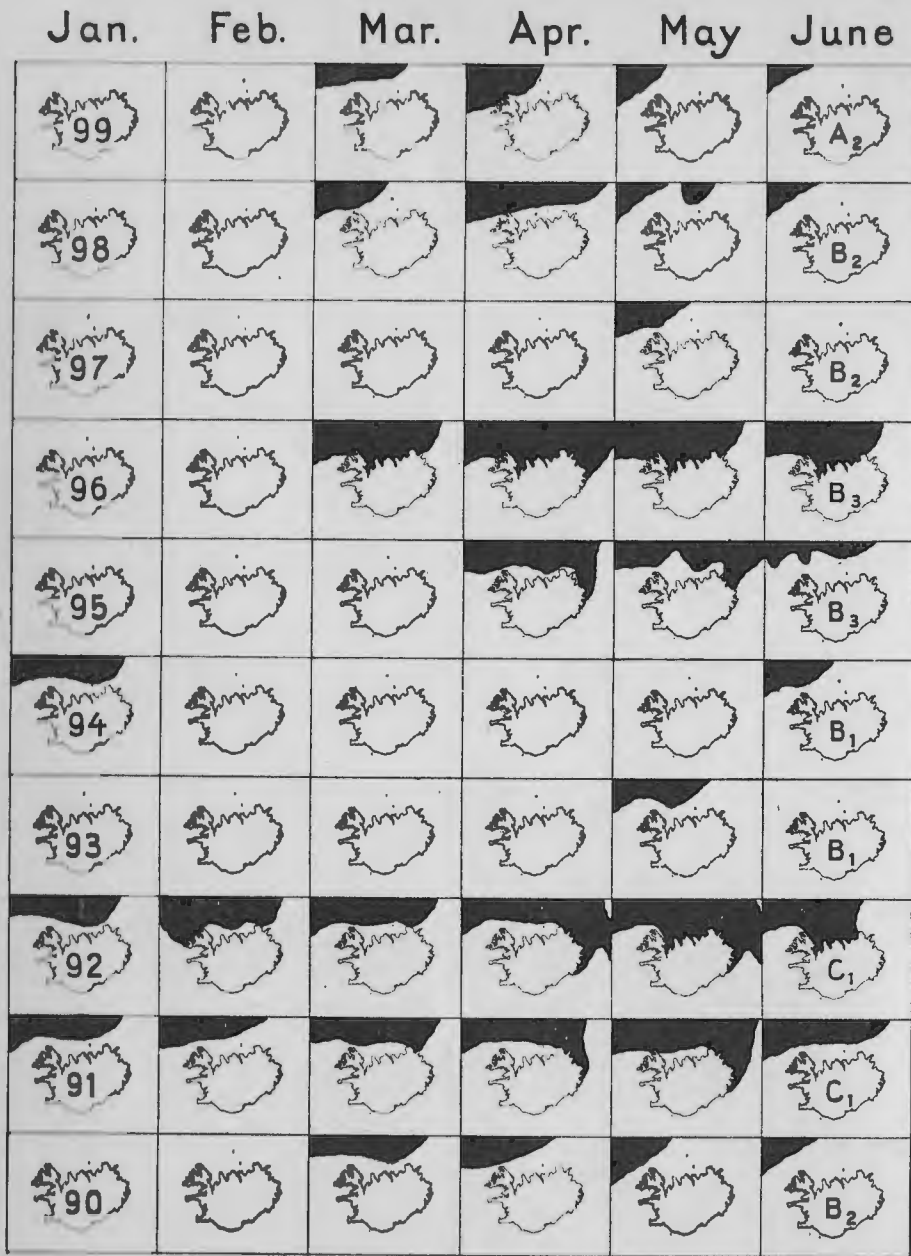 Jan. Feb. Mar. Apr. May June
99 A₂
98 B₂
97 B₂
96 B₃
95 B₃
94 B₁
93 B₁
92 C₁
91 C₁
90 B₂